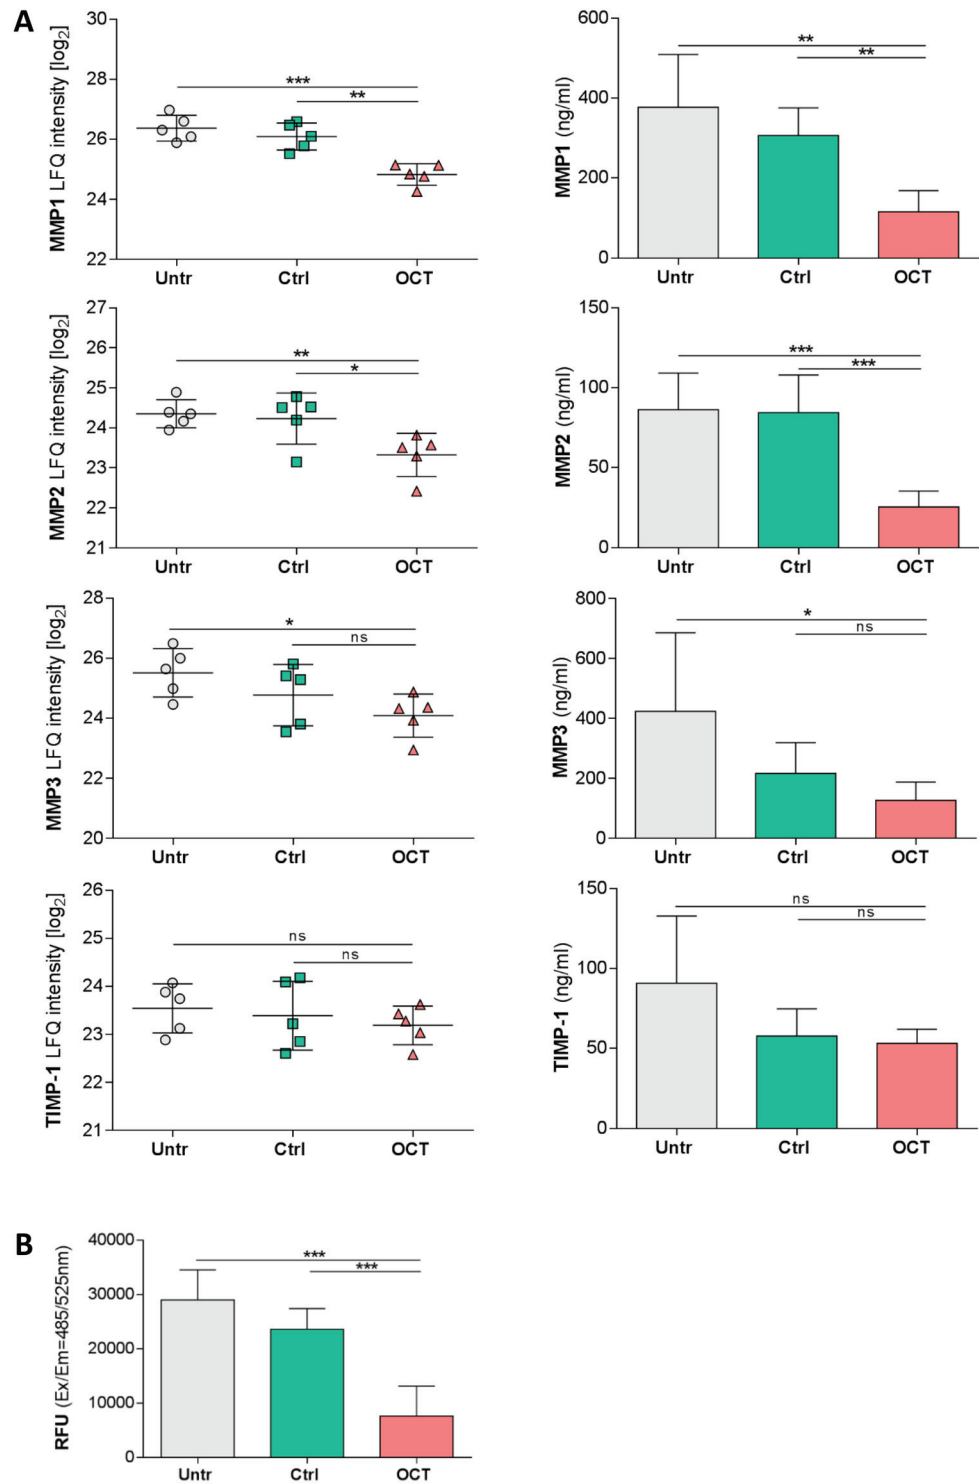 A
MMP1 LFQ intensity [log₂]
30
28
26
24
22
***
**
Untr Ctrl OCT
MMP1 (ng/ml)
600
400
200
0
**
**
Untr Ctrl OCT
MMP2 LFQ intensity [log₂]
27
26
25
24
23
22
21
**
*
Untr Ctrl OCT
MMP2 (ng/ml)
150
100
50
0
***
***
Untr Ctrl OCT
MMP3 LFQ intensity [log₂]
28
26
24
22
20
*
ns
Untr Ctrl OCT
MMP3 (ng/ml)
800
600
400
200
0
*
ns
Untr Ctrl OCT
TIMP-1 LFQ intensity [log₂]
26
25
24
23
22
21
ns
ns
Untr Ctrl OCT
TIMP-1 (ng/ml)
150
100
50
0
ns
ns
Untr Ctrl OCT
B
RFU (Ex/Em=485/525nm)
40000
30000
20000
10000
0
***
***
Untr Ctrl OCT